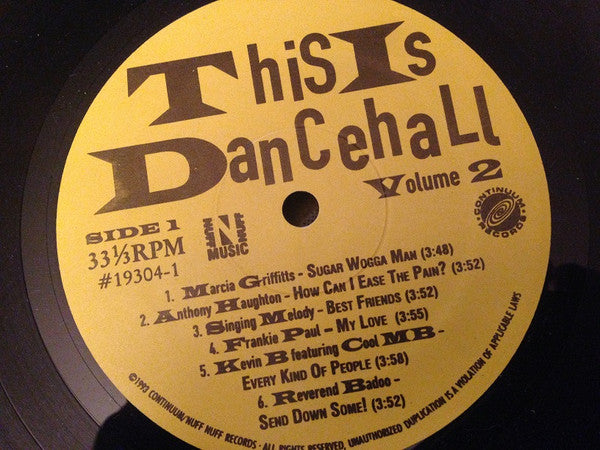 This Is
Dancehall
Volume 2
SIDE 1
33⅓RPM
#19304-1
NUFF N NUFF
MUSIC
CONTINUUM RECORDS
1. Marcia Griffitts - Sugar Wogga Man (3:48)
2. Anthony Haughton - How Can I Ease The Pain? (3:52)
3. Singing Melody - Best Friends (3:52)
4. Frankie Paul - My Love (3:55)
5. Kevin B featuring Cool MB -
Every Kind Of People (3:58)
6. Reverend Badoo -
Send Down Some! (3:52)
©1993 CONTINUUM/NUFF NUFF RECORDS · ALL RIGHTS RESERVED, UNAUTHORIZED DUPLICATION IS A VIOLATION OF APPLICABLE LAWS